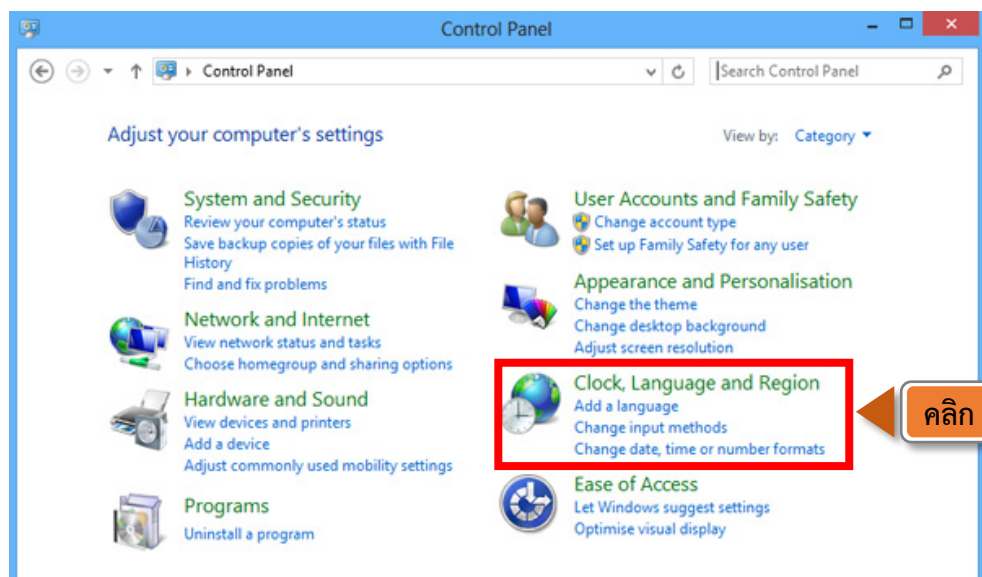 Control Panel
Control Panel
Search Control Panel
Adjust your computer's settings
View by: Category
System and Security
Review your computer's status
Save backup copies of your files with File
History
Find and fix problems
Network and Internet
View network status and tasks
Choose homegroup and sharing options
Hardware and Sound
View devices and printers
Add a device
Adjust commonly used mobility settings
Programs
Uninstall a program
User Accounts and Family Safety
Change account type
Set up Family Safety for any user
Appearance and Personalisation
Change the theme
Change desktop background
Adjust screen resolution
Clock, Language and Region
Add a language
Change input methods
Change date, time or number formats
คลิก
Ease of Access
Let Windows suggest settings
Optimise visual display